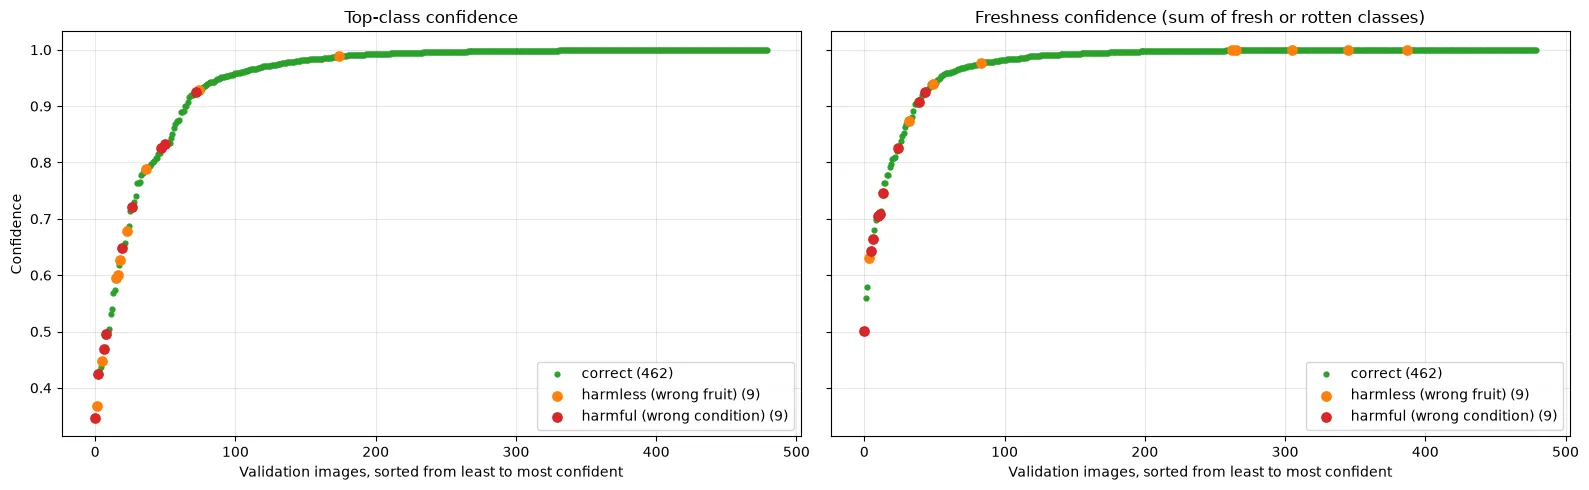 Top-class confidence
Confidence
1.0
0.9
0.8
0.7
0.6
0.5
0.4
correct (462)
harmless (wrong fruit) (9)
harmful (wrong condition) (9)
0 100 200 300 400 500
Validation images, sorted from least to most confident
Freshness confidence (sum of fresh or rotten classes)
correct (462)
harmless (wrong fruit) (9)
harmful (wrong condition) (9)
0 100 200 300 400 500
Validation images, sorted from least to most confident